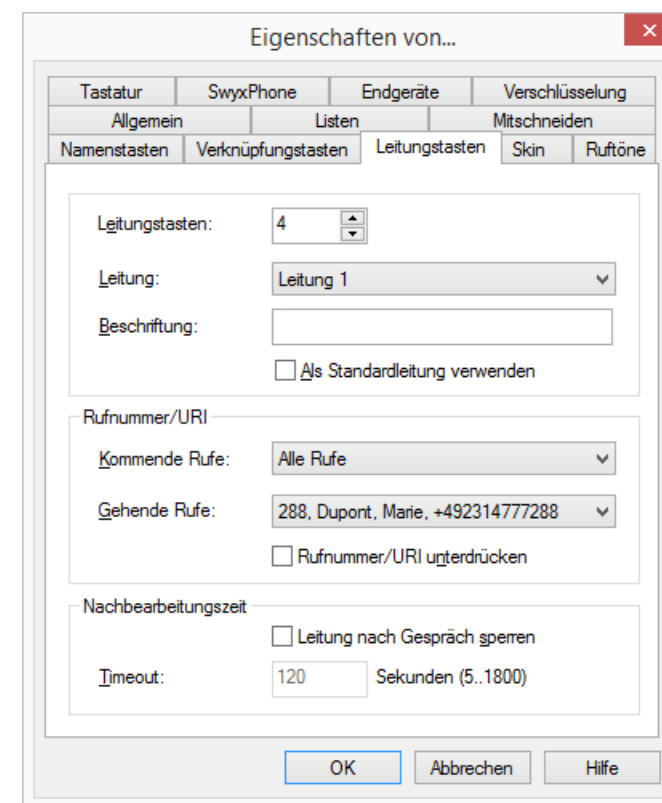 Eigenschaften von...
Tastatur SwyxPhone Endgeräte Verschlüsselung
Allgemein Listen Mitschneiden
Namenstasten Verknüpfungstasten Leitungstasten Skin Ruftöne
Leitungstasten: 4
Leitung: Leitung 1
Beschriftung:
Als Standardleitung verwenden
Rufnummer/URI
Kommende Rufe: Alle Rufe
Gehende Rufe: 288, Dupont, Marie, +492314777288
Rufnummer/URI unterdrücken
Nachbearbeitungszeit
Leitung nach Gespräch sperren
Timeout: 120 Sekunden (5..1800)
OK Abbrechen Hilfe